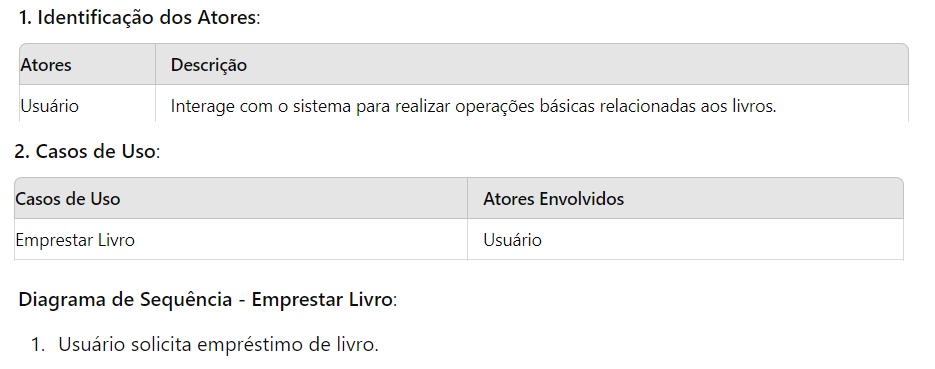 1. Identificação dos Atores:
Atores Descrição
Usuário Interage com o sistema para realizar operações básicas relacionadas aos livros.
2. Casos de Uso:
Casos de Uso Atores Envolvidos
Emprestar Livro Usuário
Diagrama de Sequência - Emprestar Livro:
1. Usuário solicita empréstimo de livro.